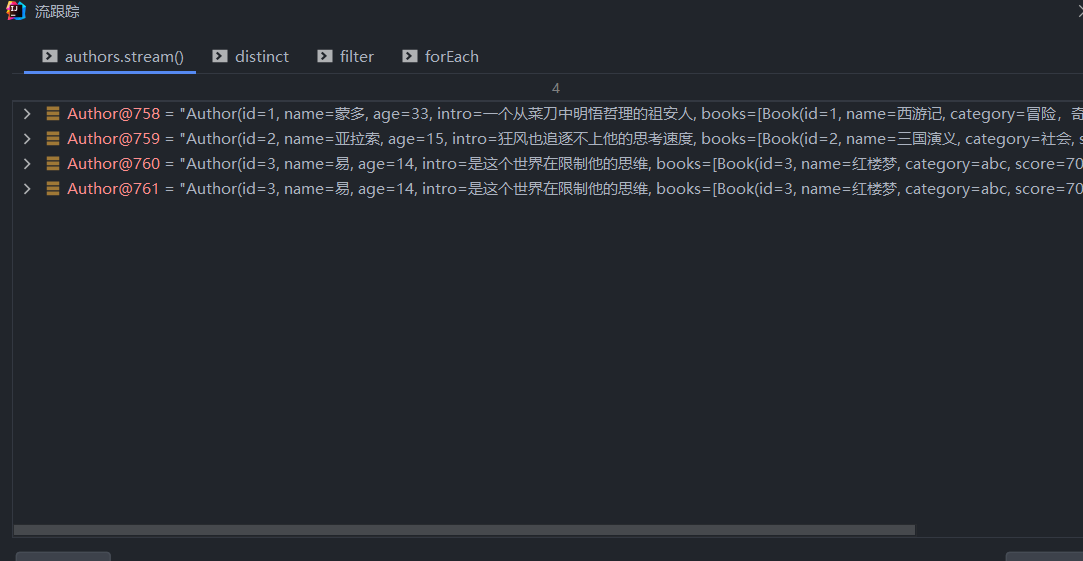 流跟踪
authors.stream() distinct filter forEach
4
Author@758 = "Author(id=1, name=蒙多, age=33, intro=一个从菜刀中明悟哲理的祖安人, books=[Book(id=1, name=西游记, category=冒险，奇
Author@759 = "Author(id=2, name=亚拉索, age=15, intro=狂风也追逐不上他的思考速度, books=[Book(id=2, name=三国演义, category=社会, s
Author@760 = "Author(id=3, name=易, age=14, intro=是这个世界在限制他的思维, books=[Book(id=3, name=红楼梦, category=abc, score=70
Author@761 = "Author(id=3, name=易, age=14, intro=是这个世界在限制他的思维, books=[Book(id=3, name=红楼梦, category=abc, score=70